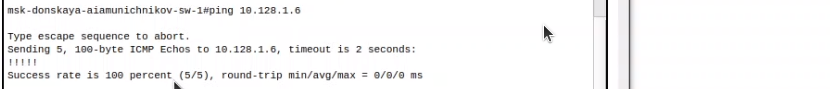 msk-donskaya-aiamunichnikov-sw-1#ping 10.128.1.6
Type escape sequence to abort.
Sending 5, 100-byte ICMP Echos to 10.128.1.6, timeout is 2 seconds:
!!!!!
Success rate is 100 percent (5/5), round-trip min/avg/max = 0/0/0 ms